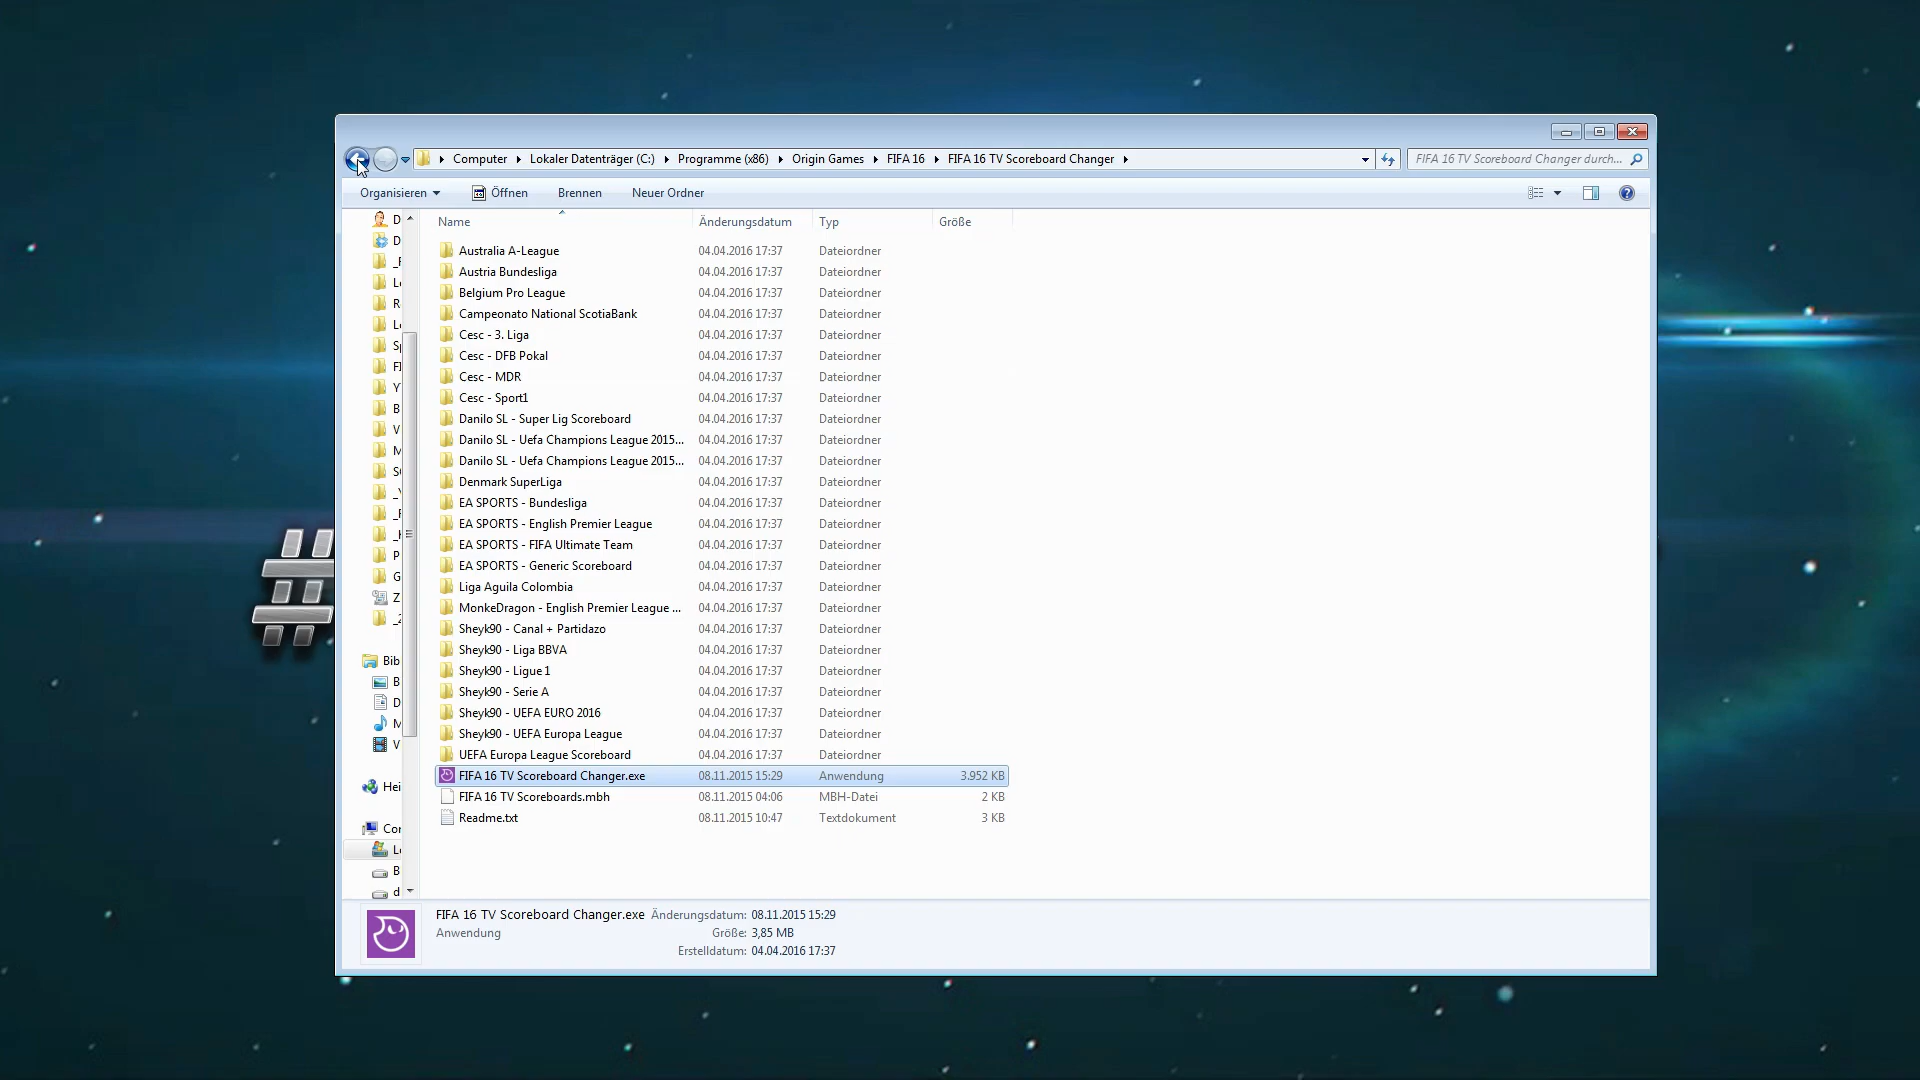 Computer Lokaler Datenträger (C:) Programme (x86) Origin Games FIFA 16 FIFA 16 TV Scoreboard Changer FIFA 16 TV Scoreboard Changer durch...
Organisieren Öffnen Brennen Neuer Ordner
Name Änderungsdatum Typ Größe
Australia A-League 04.04.2016 17:37 Dateiordner
Austria Bundesliga 04.04.2016 17:37 Dateiordner
Belgium Pro League 04.04.2016 17:37 Dateiordner
Campeonato National ScotiaBank 04.04.2016 17:37 Dateiordner
Cesc - 3. Liga 04.04.2016 17:37 Dateiordner
Cesc - DFB Pokal 04.04.2016 17:37 Dateiordner
Cesc - MDR 04.04.2016 17:37 Dateiordner
Cesc - Sport1 04.04.2016 17:37 Dateiordner
Danilo SL - Super Lig Scoreboard 04.04.2016 17:37 Dateiordner
Danilo SL - Uefa Champions League 2015... 04.04.2016 17:37 Dateiordner
Danilo SL - Uefa Champions League 2015... 04.04.2016 17:37 Dateiordner
Denmark SuperLiga 04.04.2016 17:37 Dateiordner
EA SPORTS - Bundesliga 04.04.2016 17:37 Dateiordner
EA SPORTS - English Premier League 04.04.2016 17:37 Dateiordner
EA SPORTS - FIFA Ultimate Team 04.04.2016 17:37 Dateiordner
EA SPORTS - Generic Scoreboard 04.04.2016 17:37 Dateiordner
Liga Aguila Colombia 04.04.2016 17:37 Dateiordner
MonkeDragon - English Premier League ... 04.04.2016 17:37 Dateiordner
Sheyk90 - Canal + Partidazo 04.04.2016 17:37 Dateiordner
Sheyk90 - Liga BBVA 04.04.2016 17:37 Dateiordner
Sheyk90 - Ligue 1 04.04.2016 17:37 Dateiordner
Sheyk90 - Serie A 04.04.2016 17:37 Dateiordner
Sheyk90 - UEFA EURO 2016 04.04.2016 17:37 Dateiordner
Sheyk90 - UEFA Europa League 04.04.2016 17:37 Dateiordner
UEFA Europa League Scoreboard 04.04.2016 17:37 Dateiordner
FIFA 16 TV Scoreboard Changer.exe 08.11.2015 15:29 Anwendung 3.952 KB
FIFA 16 TV Scoreboards.mbh 08.11.2015 04:06 MBH-Datei 2 KB
Readme.txt 08.11.2015 10:47 Textdokument 3 KB
Bib
Hei
FIFA 16 TV Scoreboard Changer.exe Änderungsdatum: 08.11.2015 15:29
Anwendung Größe: 3,85 MB
Erstelldatum: 04.04.2016 17:37
#